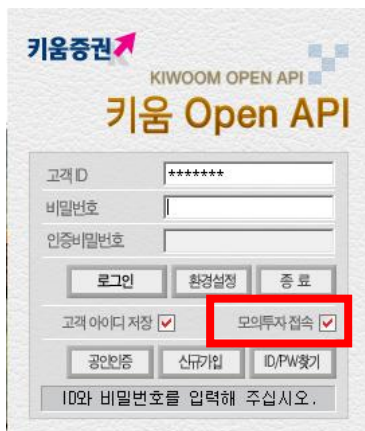 키움증권
KIWOOM OPEN API
키움 Open API
고객 ID *******
비밀번호
인증비밀번호
로그인 환경설정 종 료
고객 아이디 저장 모의투자 접속
공인인증 신규가입 ID/PW찾기
ID와 비밀번호를 입력해 주십시오.